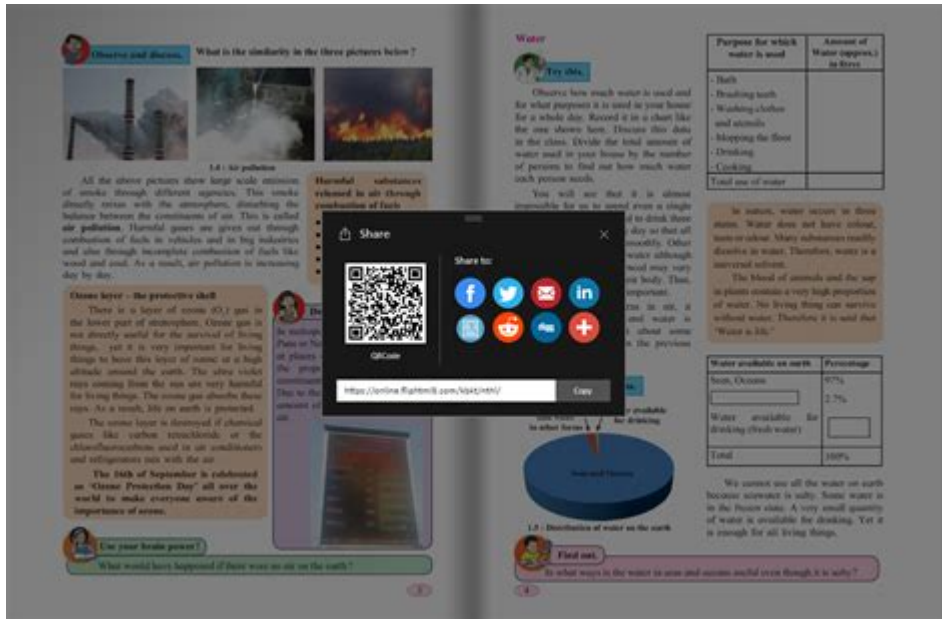 Observe and discuss.
What is the similarity in the three pictures below ?
1.4 : Air pollution
All the above pictures show large scale emission
of smoke through different agencies. This smoke
directly mixes with the atmosphere, disturbing the
balance between the constituents of air. This is called
air pollution. Harmful gases are given out through
combustion of fuels in vehicles and in big industries
and also through incomplete combustion of fuels like
wood and coal. As a result, air pollution is increasing
day by day.
Harmful substances
released in air through
combustion of fuels
Ozone layer – the protective shell
There is a layer of ozone (O₃) gas in
the lower part of stratosphere. Ozone gas is
not directly useful for the survival of living
things, yet it is very important for living
things to have this layer of ozone at a high
altitude around the earth. The ultra violet
rays coming from the sun are very harmful
for living things. The ozone gas absorbs these
rays. As a result, life on earth is protected.
The ozone layer is destroyed if chemical
gases like carbon tetrachloride or the
chlorofluorocarbons used in air conditioners
and refrigerators mix with the air.
The 16th of September is celebrated
as 'Ozone Protection Day' all over the
world to make everyone aware of the
importance of ozone.
Use your brain power !
What would have happened if there were no air on the earth ?
3
Share
Share to:
QRCode
Copy
Water
Try this.
Observe how much water is used and
for what purposes it is used in your house
for a whole day. Record it in a chart like
the one shown here. Discuss this data
in the class. Divide the total amount of
water used in your house by the number
of persons to find out how much water
each person needs.
You will see that it is almost
impossible for us to spend even a single
Purpose for which
water is used
Amount of
Water (approx.)
in litres
- Bath
- Brushing teeth
- Washing clothes
and utensils
- Mopping the floor
- Drinking
- Cooking
Total use of water
In nature, water occurs in three
states. Water does not have colour,
taste or odour. Many substances readily
dissolve in water. Therefore, water is a
universal solvent.
The blood of animals and the sap
in plants contain a very high proportion
of water. No living thing can survive
without water. Therefore it is said that
'Water is life.'
Water available on earth
Percentage
Seas, Oceans
97%
2.7%
Water available for
drinking (fresh water)
Total
100%
in other forms
for drinking
1.5 : Distribution of water on the earth
We cannot use all the water on earth
because seawater is salty. Some water is
in the frozen state. A very small quantity
of water is available for drinking. Yet it
is enough for all living things.
Find out.
In what ways is the water in seas and oceans useful even though it is salty ?
4